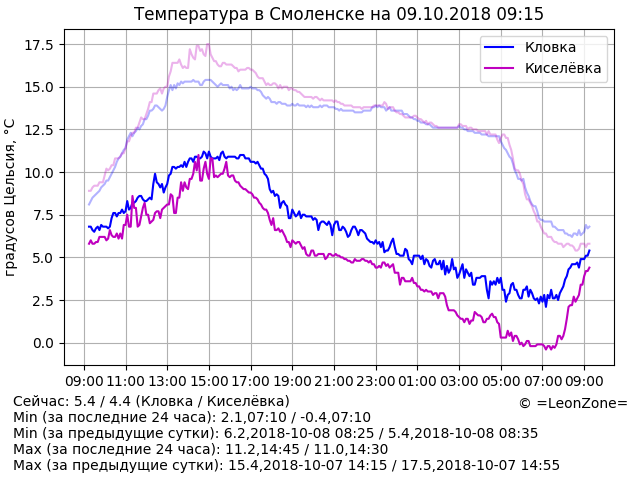 Температура в Смоленске на 09.10.2018 09:15
градусов Цельсия, °C
17.5
15.0
12.5
10.0
7.5
5.0
2.5
0.0
Кловка
Киселёвка
09:00 11:00 13:00 15:00 17:00 19:00 21:00 23:00 01:00 03:00 05:00 07:00 09:00
Сейчас: 5.4 / 4.4 (Кловка / Киселёвка)
© =LeonZone=
Min (за последние 24 часа): 2.1,07:10 / -0.4,07:10
Min (за предыдущие сутки): 6.2,2018-10-08 08:25 / 5.4,2018-10-08 08:35
Max (за последние 24 часа): 11.2,14:45 / 11.0,14:30
Max (за предыдущие сутки): 15.4,2018-10-07 14:15 / 17.5,2018-10-07 14:55